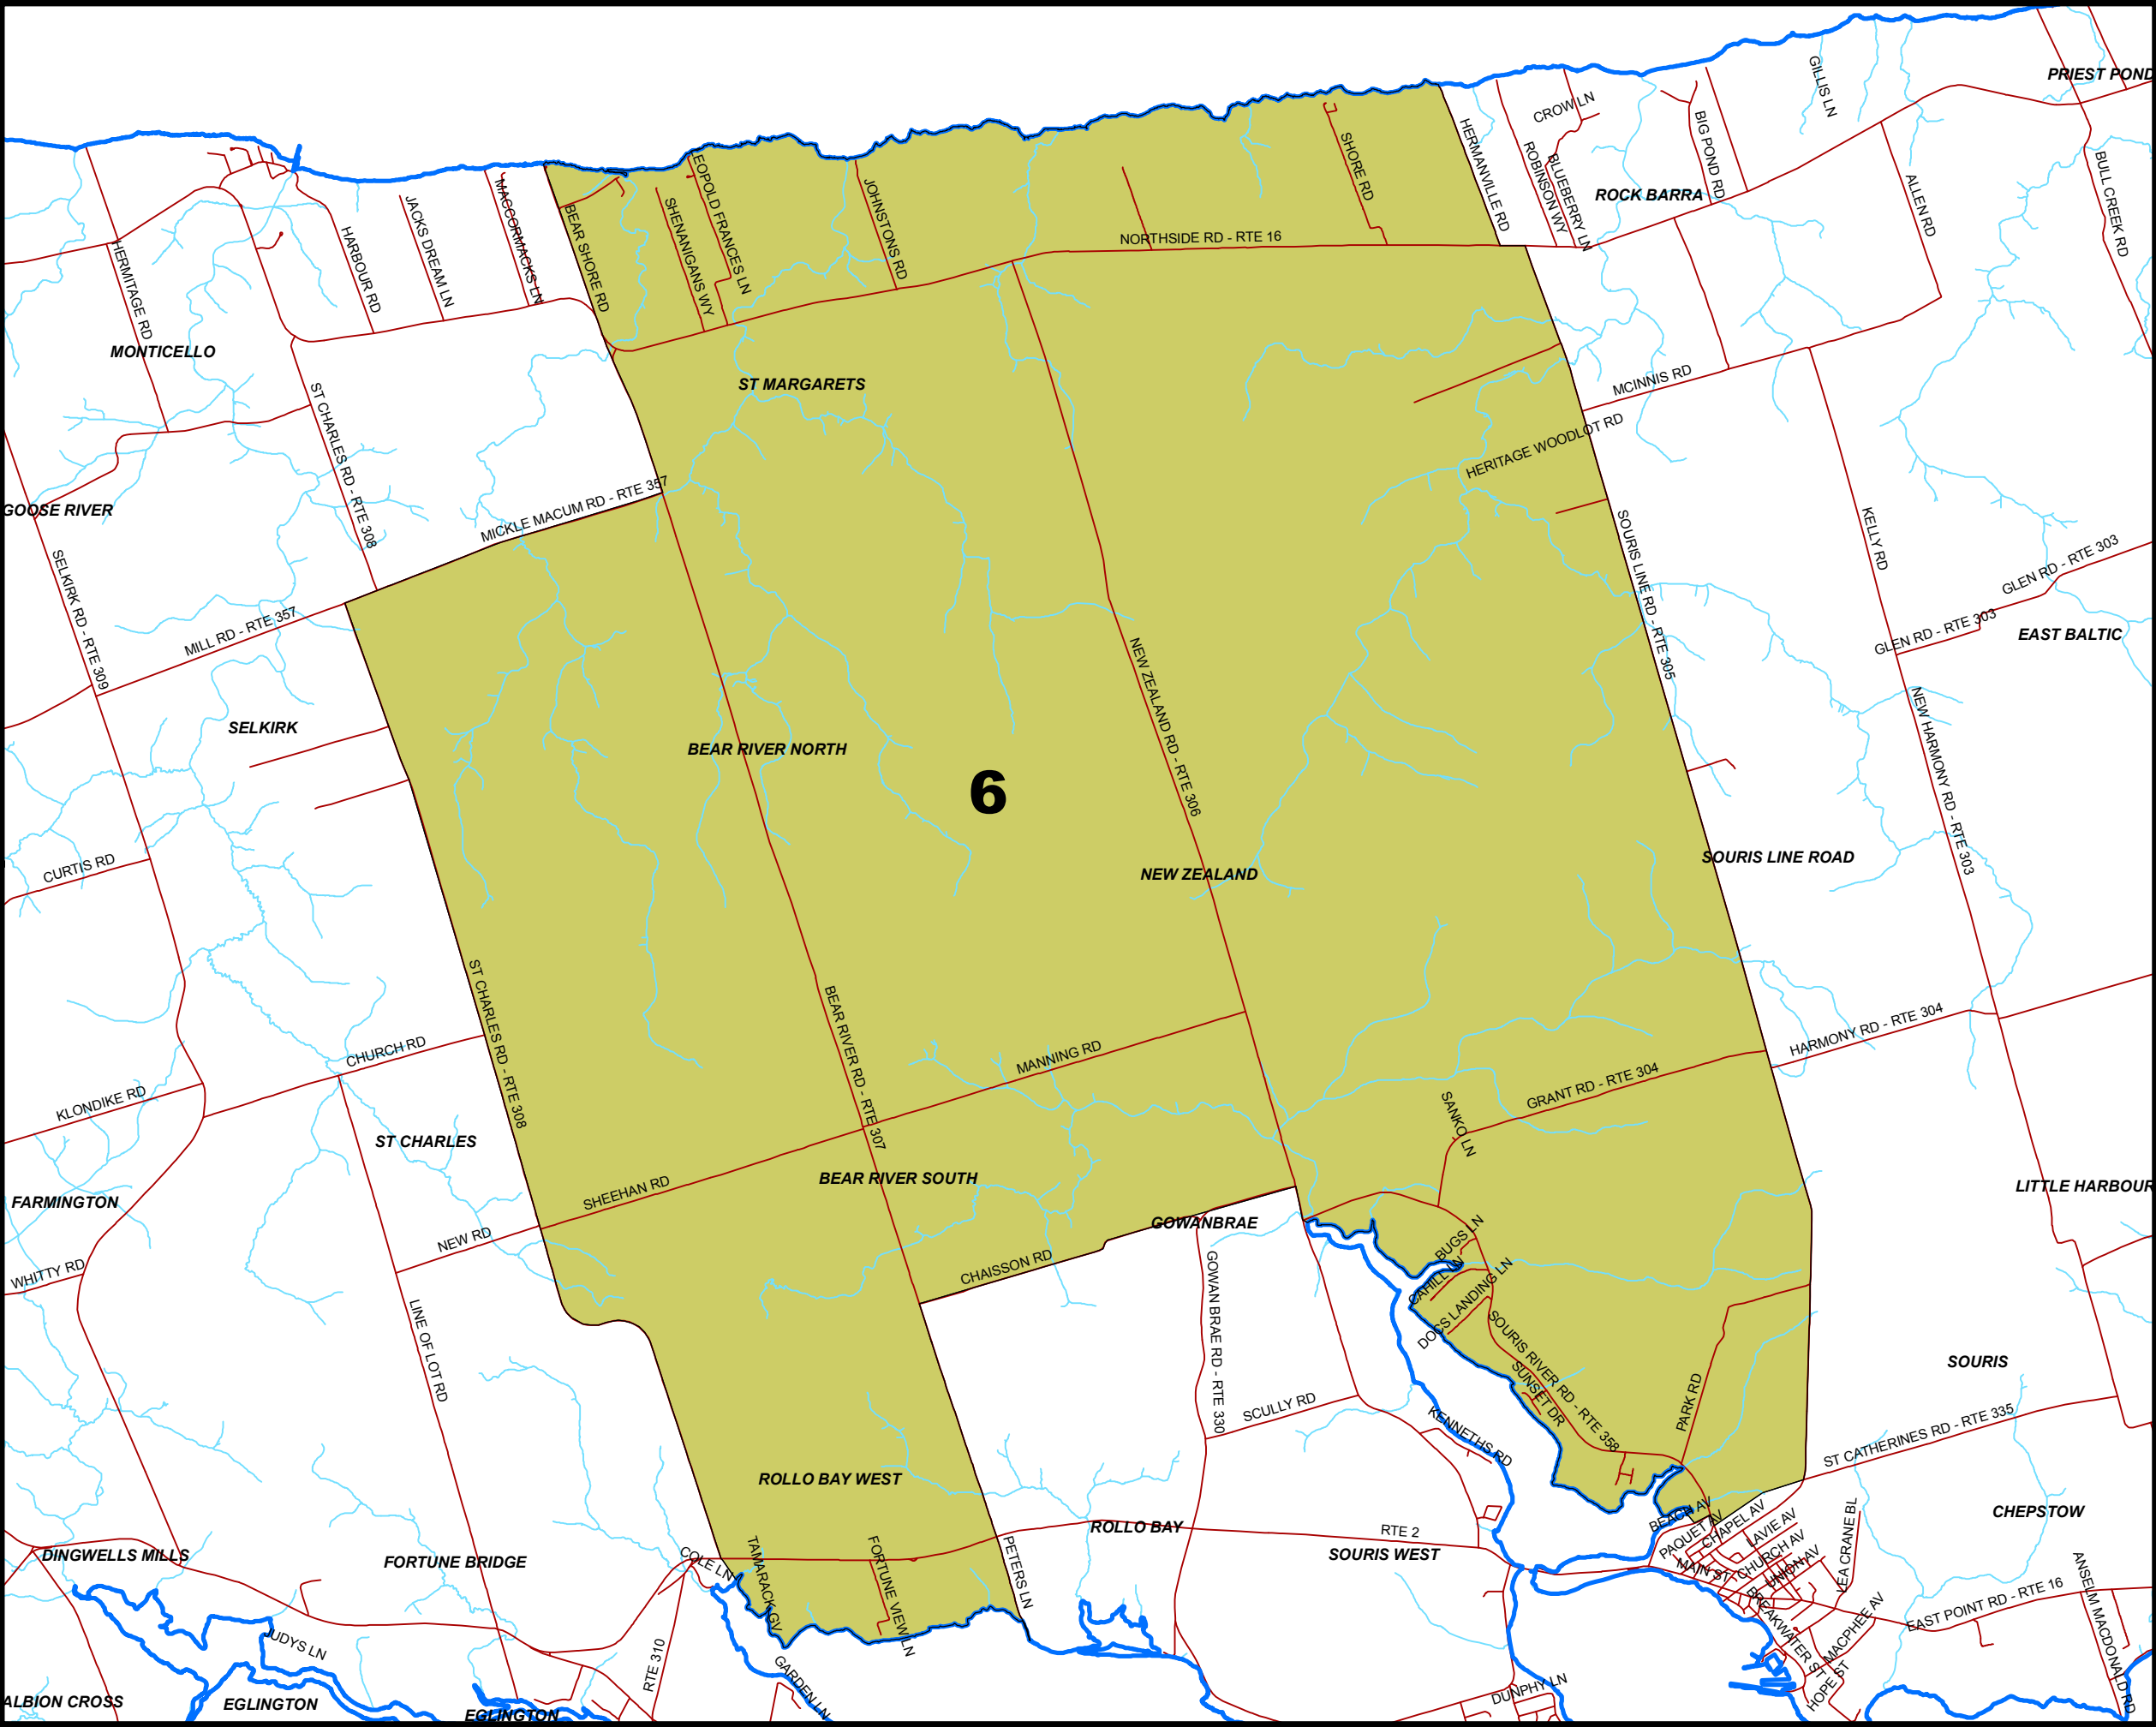 PRIEST POND
GILLIS LN
CROW LN
BIG POND RD
HERMANVILLE RD
ROBINSON WY
BLUEBERRY LN
ROCK BARRA
ALLEN RD
BULL CREEK RD
SHORE RD
NORTHSIDE RD - RTE 16
JOHNSTONS RD
LEOPOLD FRANCES LN
SHENANIGANS WY
BEAR SHORE RD
MACCORMACKS LN
JACKS DREAM LN
HARBOUR RD
HERMITAGE RD
MONTICELLO
ST MARGARETS
ST CHARLES RD - RTE 308
MCINNIS RD
HERITAGE WOODLOT RD
GOOSE RIVER
MICKLE MACUM RD - RTE 357
SELKIRK RD - RTE 309
MILL RD - RTE 357
SOURIS LINE RD - RTE 305
KELLY RD
GLEN RD - RTE 303
GLEN RD - RTE 303
EAST BALTIC
NEW ZEALAND RD - RTE 306
NEW HARMONY RD - RTE 303
SELKIRK
BEAR RIVER NORTH
6
NEW ZEALAND
SOURIS LINE ROAD
CURTIS RD
ST CHARLES RD - RTE 308
BEAR RIVER RD - RTE 307
MANNING RD
HARMONY RD - RTE 304
GRANT RD - RTE 304
SANKO LN
CHURCH RD
KLONDIKE RD
ST CHARLES
BEAR RIVER SOUTH
SHEEHAN RD
FARMINGTON
LITTLE HARBOUR
NEW RD
GOWANBRAE
CHAISSON RD
WHITTY RD
BUGS LN
CAHILL LN
DOCS LANDING LN
GOWAN BRAE RD - RTE 330
LINE OF LOT RD
SOURIS RIVER RD - RTE 358
SUNSET DR
PARK RD
SOURIS
SCULLY RD
KENNETHS RD
ST CATHERINES RD - RTE 335
ROLLO BAY WEST
CHEPSTOW
ROLLO BAY
RTE 2
SOURIS WEST
BEACH AV
PAQUET AV
CHAPEL AV
LAVIE AV
CHURCH AV
UNION AV
MAIN ST
LEA CRANE BL
DINGWELLS MILLS
FORTUNE BRIDGE
COLE LN
TAMARACK GV
FORTUNE VIEW LN
PETERS LN
BREAKWATER ST
MACPHEE AV
HOPE ST
EAST POINT RD - RTE 16
ANSELM MACDONALD RD
JUDYS LN
RTE 310
GARDEN LN
DUNPHY LN
ALBION CROSS
EGLINGTON
EGLINGTON